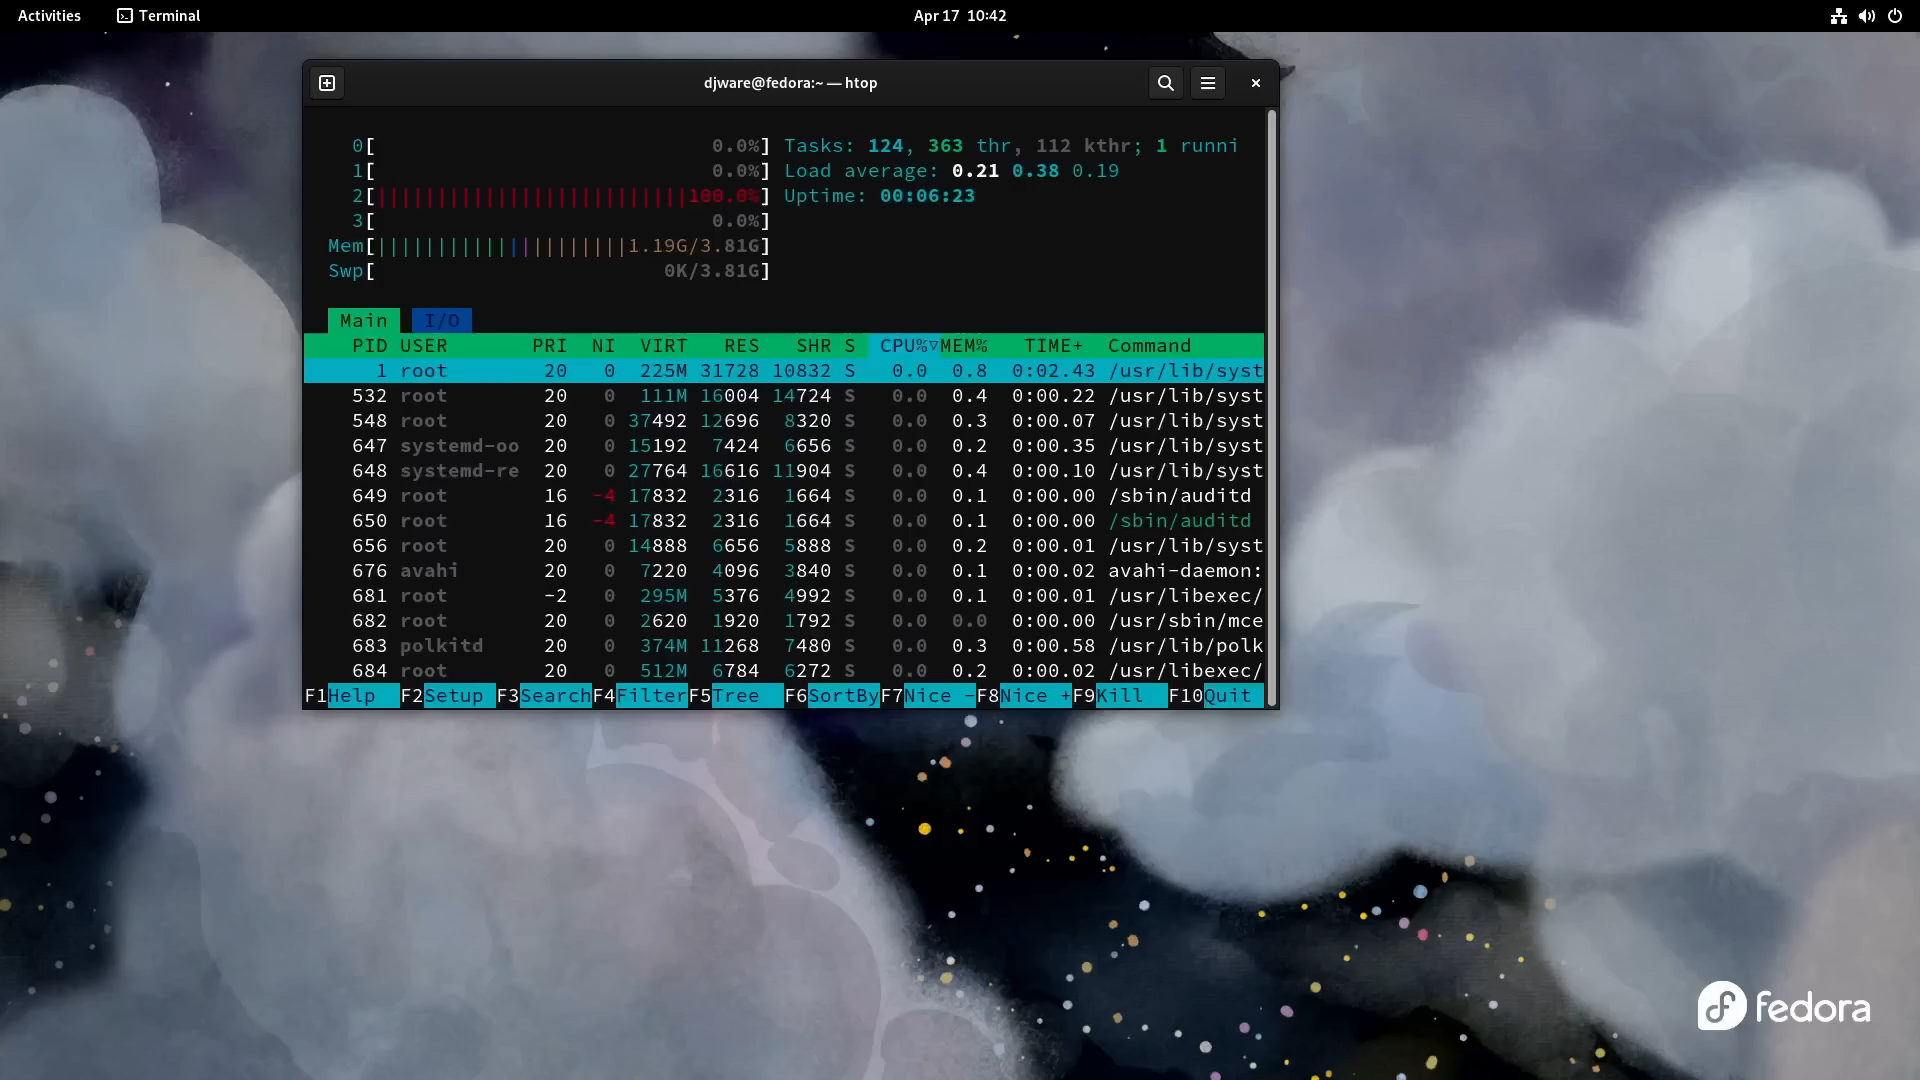 Activities Terminal Apr 17 10:42
djware@fedora:~ — htop
0[ 0.0%] Tasks: 124, 363 thr, 112 kthr; 1 runni
1[ 0.0%] Load average: 0.21 0.38 0.19
2[||||||||||||||||||||||||||100.0%] Uptime: 00:06:23
3[ 0.0%]
Mem[|||||||||||||||||||||1.19G/3.81G]
Swp[ 0K/3.81G]
Main I/O
PID USER PRI NI VIRT RES SHR S CPU%▽MEM% TIME+ Command
1 root 20 0 225M 31728 10832 S 0.0 0.8 0:02.43 /usr/lib/syst
532 root 20 0 111M 16004 14724 S 0.0 0.4 0:00.22 /usr/lib/syst
548 root 20 0 37492 12696 8320 S 0.0 0.3 0:00.07 /usr/lib/syst
647 systemd-oo 20 0 15192 7424 6656 S 0.0 0.2 0:00.35 /usr/lib/syst
648 systemd-re 20 0 27764 16616 11904 S 0.0 0.4 0:00.10 /usr/lib/syst
649 root 16 -4 17832 2316 1664 S 0.0 0.1 0:00.00 /sbin/auditd
650 root 16 -4 17832 2316 1664 S 0.0 0.1 0:00.00 /sbin/auditd
656 root 20 0 14888 6656 5888 S 0.0 0.2 0:00.01 /usr/lib/syst
676 avahi 20 0 7220 4096 3840 S 0.0 0.1 0:00.02 avahi-daemon:
681 root -2 0 295M 5376 4992 S 0.0 0.1 0:00.01 /usr/libexec/
682 root 20 0 2620 1920 1792 S 0.0 0.0 0:00.00 /usr/sbin/mce
683 polkitd 20 0 374M 11268 7480 S 0.0 0.3 0:00.58 /usr/lib/polk
684 root 20 0 512M 6784 6272 S 0.0 0.2 0:00.02 /usr/libexec/
F1Help F2Setup F3SearchF4FilterF5Tree F6SortByF7Nice -F8Nice +F9Kill F10Quit
fedora